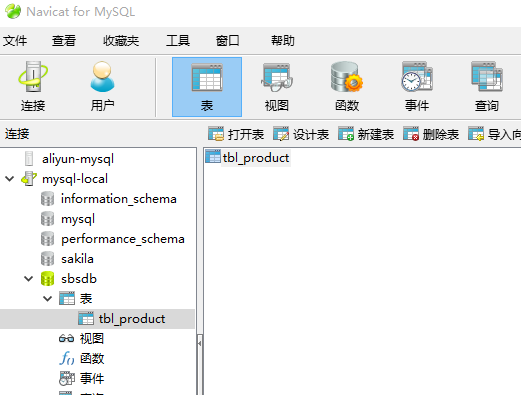 Navicat for MySQL
文件 查看 收藏夹 工具 窗口 帮助
连接 用户 表 视图 函数 事件 查询
连接 打开表 设计表 新建表 删除表 导入向
aliyun-mysql
tbl_product
mysql-local
information_schema
mysql
performance_schema
sakila
sbsdb
表
tbl_product
视图
函数
事件